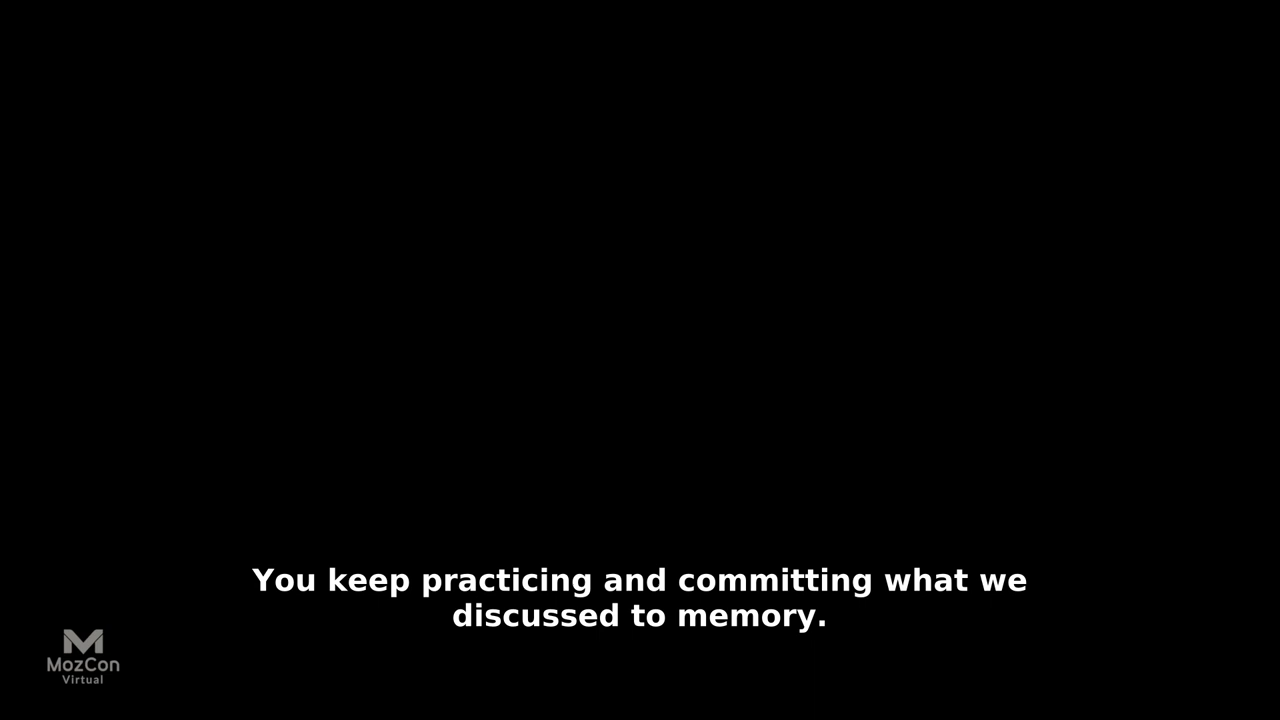 You keep practicing and committing what we
discussed to memory.
MozCon
Virtual